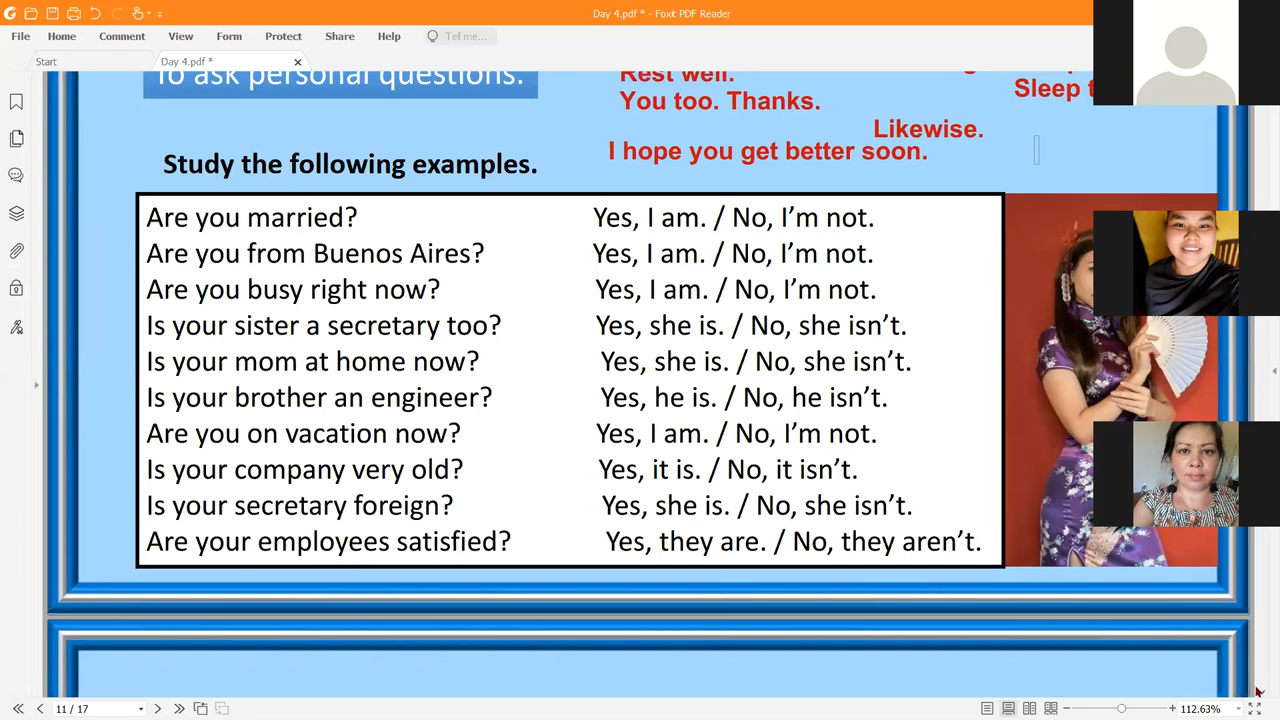 Day 4.pdf * - Foxit PDF Reader
File Home Comment View Form Protect Share Help Tell me...
Start Day 4.pdf *
To ask personal questions.
Rest well.
Sleep
You too. Thanks.
Likewise.
I hope you get better soon.
Study the following examples.
Are you married? Yes, I am. / No, I'm not.
Are you from Buenos Aires? Yes, I am. / No, I'm not.
Are you busy right now? Yes, I am. / No, I'm not.
Is your sister a secretary too? Yes, she is. / No, she isn't.
Is your mom at home now? Yes, she is. / No, she isn't.
Is your brother an engineer? Yes, he is. / No, he isn't.
Are you on vacation now? Yes, I am. / No, I'm not.
Is your company very old? Yes, it is. / No, it isn't.
Is your secretary foreign? Yes, she is. / No, she isn't.
Are your employees satisfied? Yes, they are. / No, they aren't.
11 / 17 112.63%